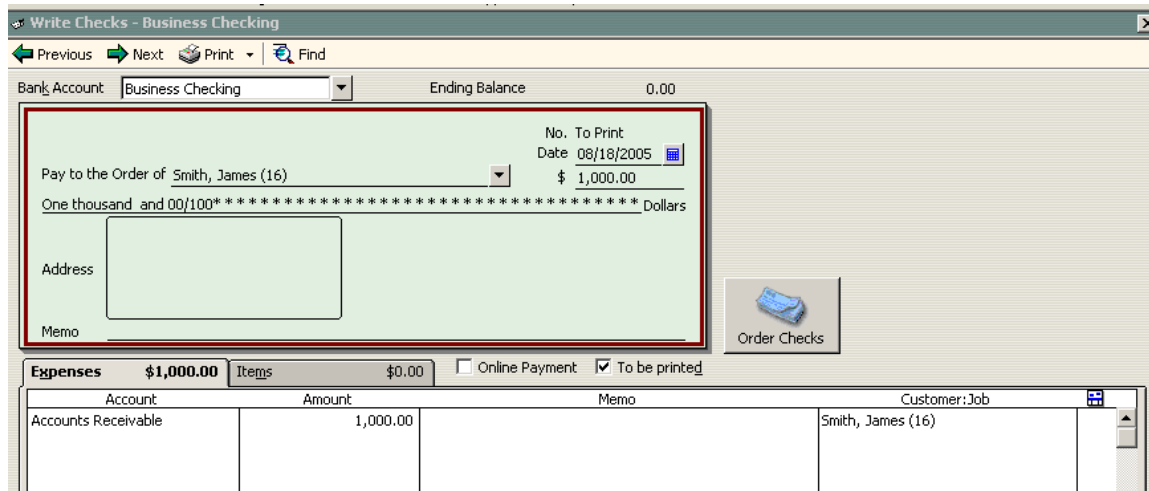 Write Checks - Business Checking
Previous Next Print Find
Bank Account Business Checking Ending Balance 0.00
No. To Print
Date 08/18/2005
Pay to the Order of Smith, James (16) $ 1,000.00
One thousand and 00/100* * * * * * * * * * * * * * * * * * * * * * * * * * * * * * * * * * * Dollars
Address
Memo
Order Checks
Expenses $1,000.00 Items $0.00 Online Payment To be printed
Account Amount Memo Customer:Job
Accounts Receivable 1,000.00 Smith, James (16)